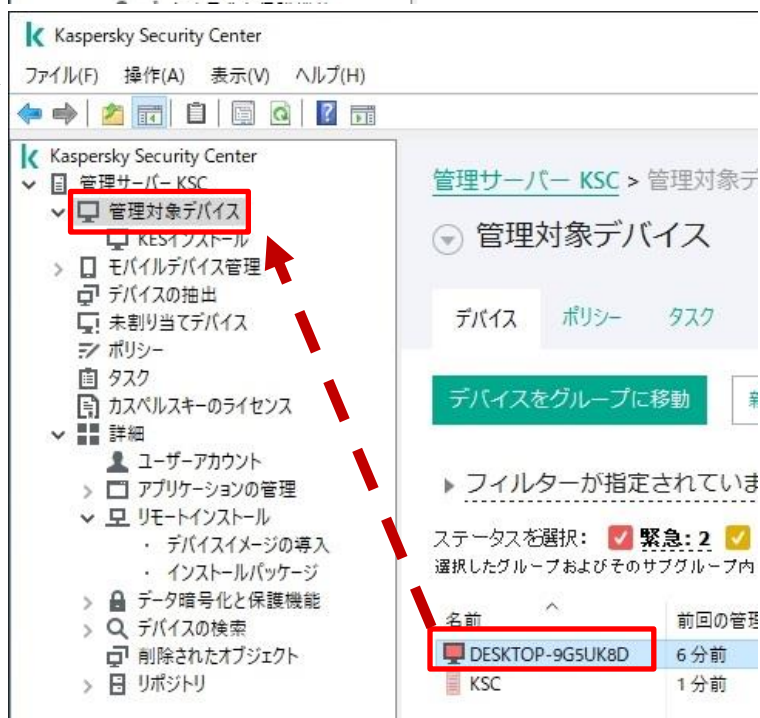 Kaspersky Security Center
ファイル(F) 操作(A) 表示(V) ヘルプ(H)
Kaspersky Security Center
管理サーバー KSC
管理対象デバイス
KESインストール
モバイルデバイス管理
デバイスの抽出
未割り当てデバイス
ポリシー
タスク
カスペルスキーのライセンス
詳細
ユーザーアカウント
アプリケーションの管理
リモートインストール
・ デバイスイメージの導入
・ インストールパッケージ
データ暗号化と保護機能
デバイスの検索
削除されたオブジェクト
リポジトリ
管理サーバー KSC > 管理対象デ
管理対象デバイス
デバイス ポリシー タスク
デバイスをグループに移動
フィルターが指定されていま
ステータスを選択: 緊急: 2
選択したグループおよびそのサブグループ内
名前 前回の管理
DESKTOP-9G5UK8D 6 分前
KSC 1 分前